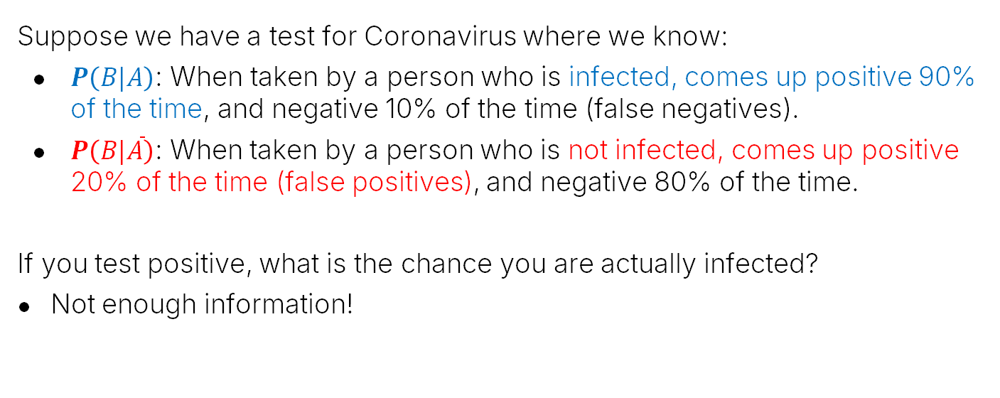 Suppose we have a test for Coronavirus where we know:
● P(B|A): When taken by a person who is infected, comes up positive 90%
of the time, and negative 10% of the time (false negatives).
● P(B|Ā): When taken by a person who is not infected, comes up positive
20% of the time (false positives), and negative 80% of the time.
If you test positive, what is the chance you are actually infected?
● Not enough information!